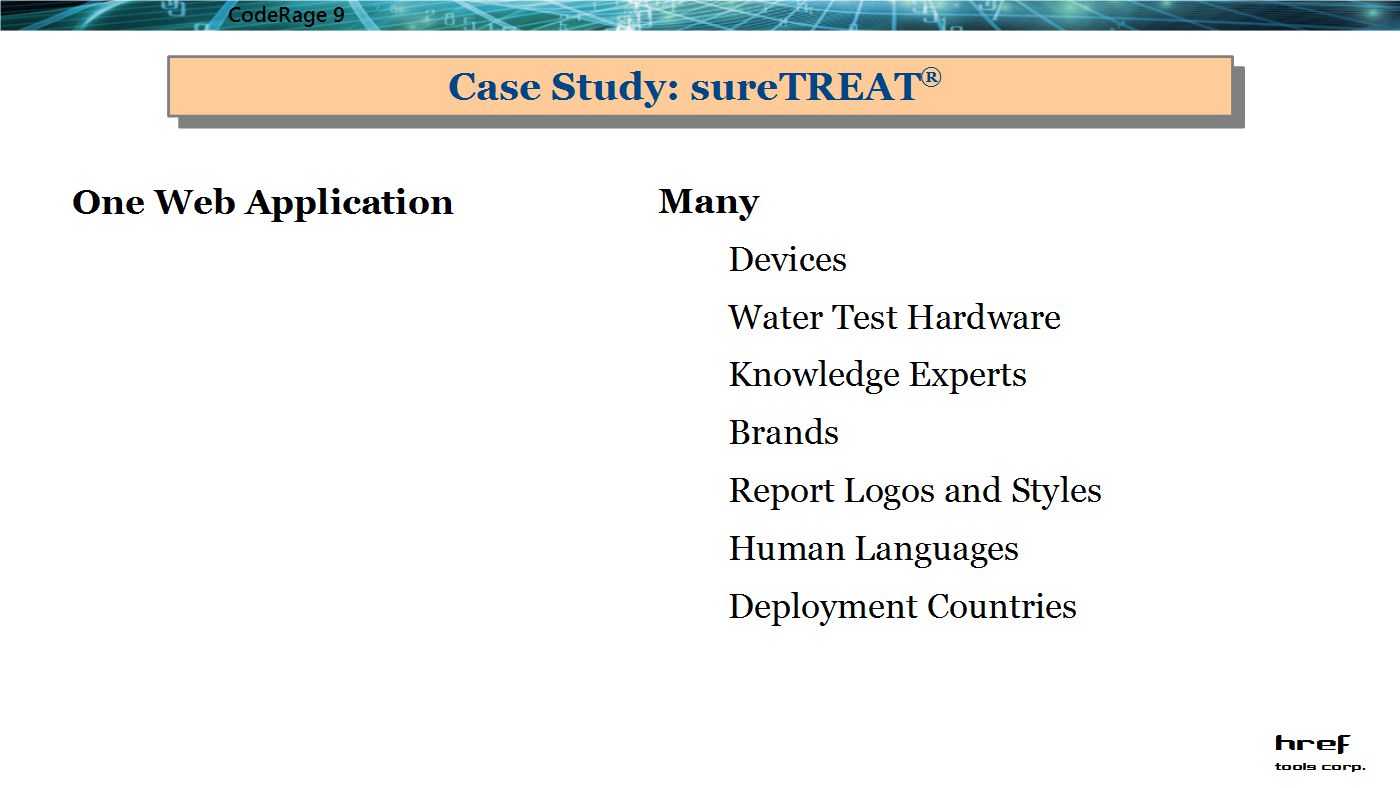 CodeRage 9
Case Study: sureTREAT®
One Web Application
Many
Devices
Water Test Hardware
Knowledge Experts
Brands
Report Logos and Styles
Human Languages
Deployment Countries
href
tools corp.